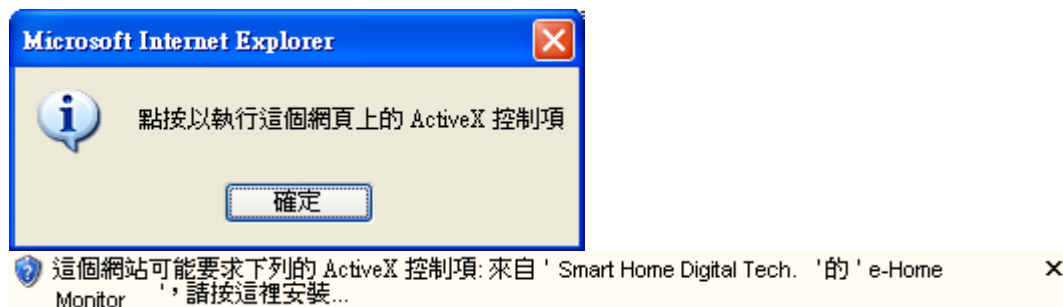 Microsoft Internet Explorer
點按以執行這個網頁上的 ActiveX 控制項
確定
這個網站可能要求下列的 ActiveX 控制項: 來自 ' Smart Home Digital Tech. '的 ' e-Home
Monitor ', 請按這裡安裝...